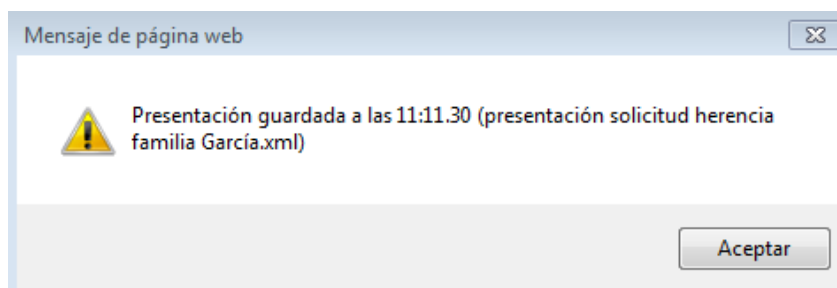 Mensaje de página web
Presentación guardada a las 11:11.30 (presentación solicitud herencia
familia García.xml)
Aceptar